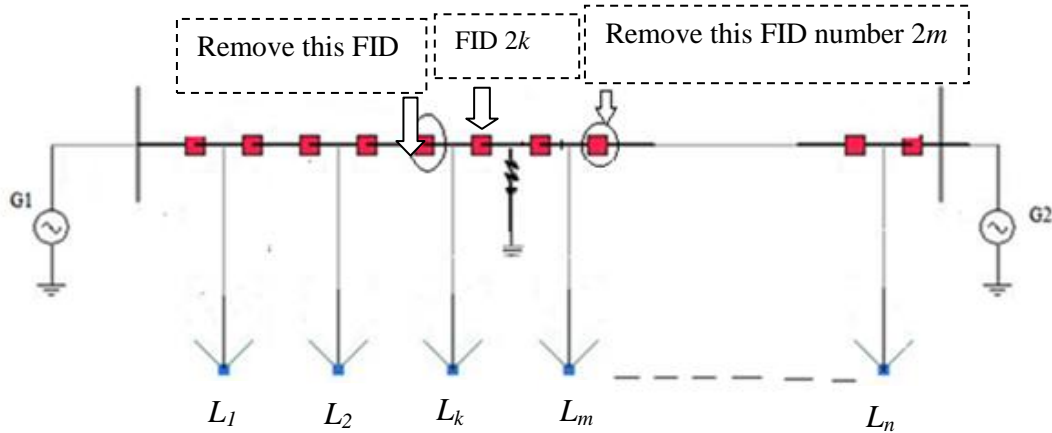 Remove this FID
FID 2k
Remove this FID number 2m
G1
G2
L1
L2
Lk
Lm
Ln